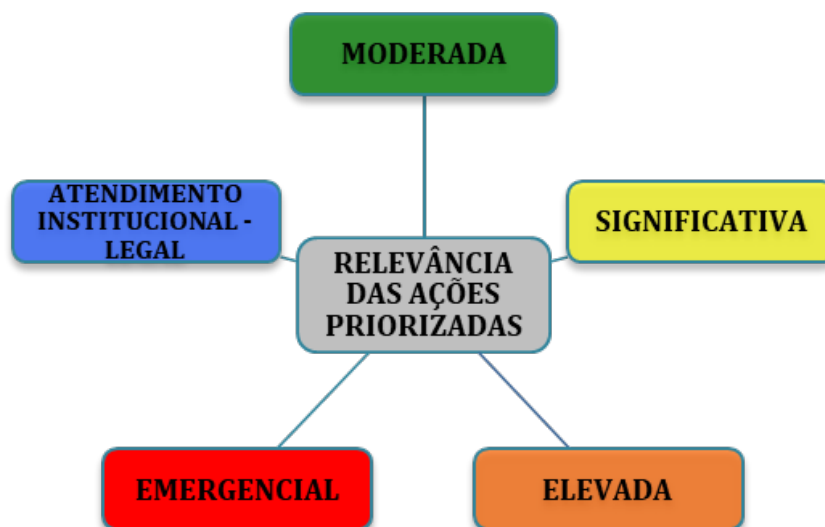 MODERADA
ATENDIMENTO
INSTITUCIONAL -
LEGAL
SIGNIFICATIVA
RELEVÂNCIA
DAS AÇÕES
PRIORIZADAS
EMERGENCIAL
ELEVADA